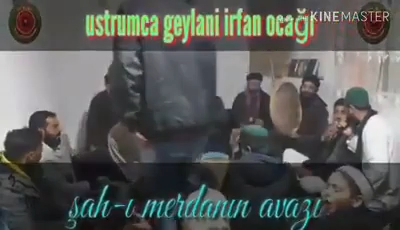 KINEMASTER
ustrumca geylani irfan ocağı
şah-ı merdanın avazı